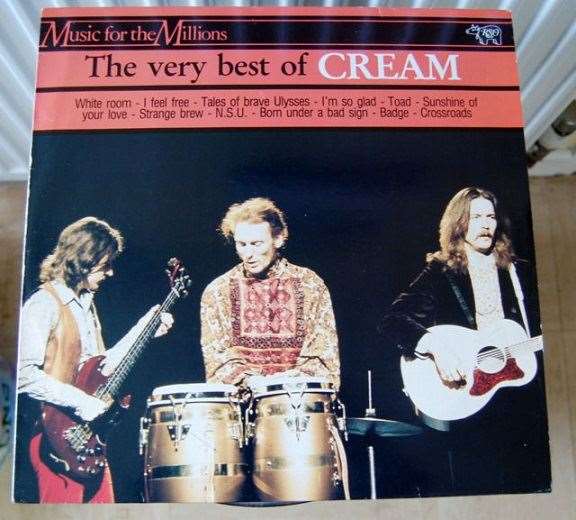 Music for the Millions
RSO
The very best of CREAM
White room - I feel free - Tales of brave Ulysses - I'm so glad - Toad - Sunshine of
your love - Strange brew - N.S.U. - Born under a bad sign - Badge - Crossroads